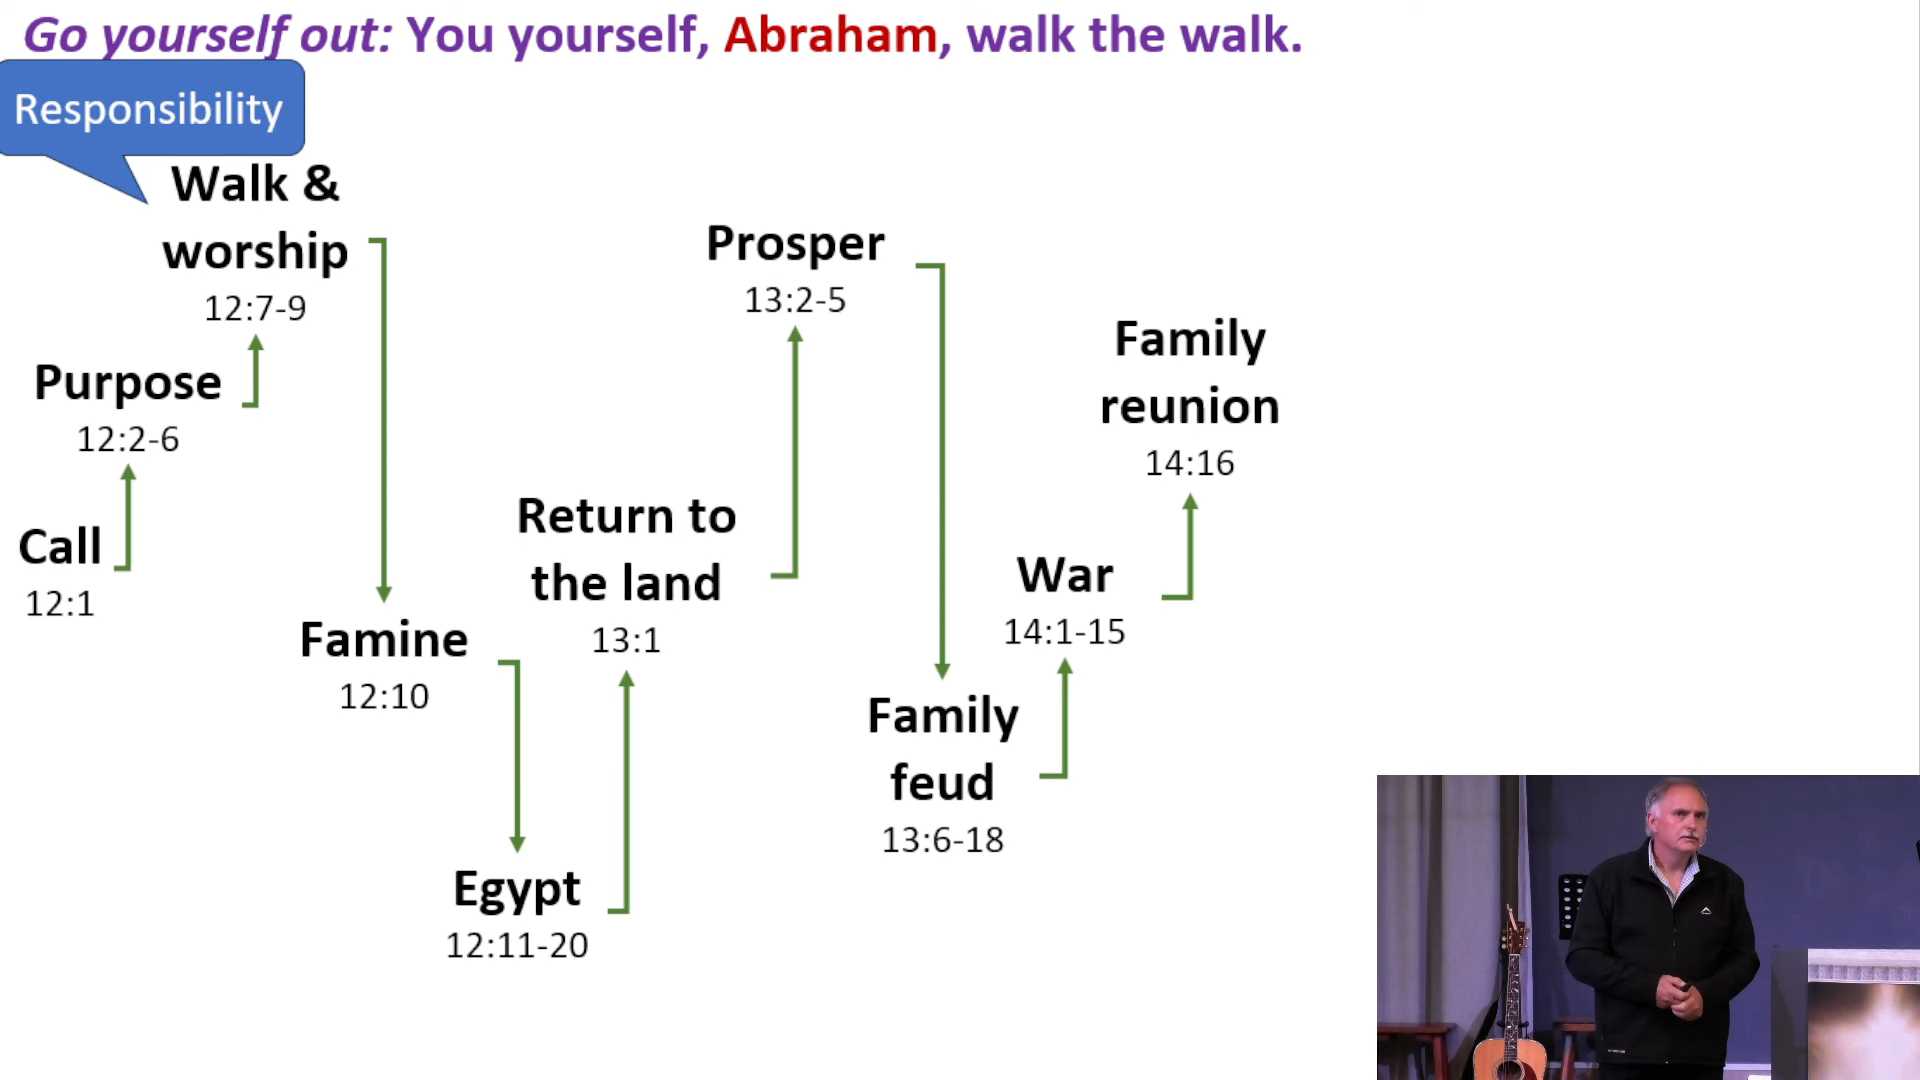 Go yourself out: You yourself, Abraham, walk the walk.
Responsibility
Walk &
worship
12:7-9
Purpose
12:2-6
Call
12:1
Famine
12:10
Egypt
12:11-20
Return to
the land
13:1
Prosper
13:2-5
Family
feud
13:6-18
War
14:1-15
Family
reunion
14:16